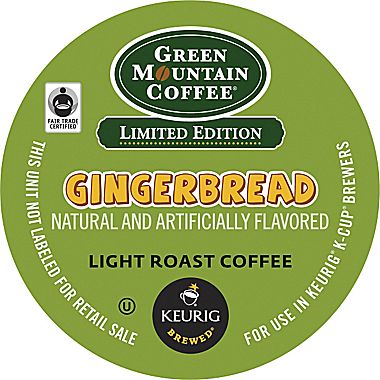 GREEN
MOUNTAIN
COFFEE®
LIMITED EDITION
FAIR TRADE
CERTIFIED
GINGERBREAD
NATURAL AND ARTIFICIALLY FLAVORED
LIGHT ROAST COFFEE
U
KEURIG
BREWED®
THIS UNIT NOT LABELED FOR RETAIL SALE
FOR USE IN KEURIG® K-CUP® BREWERS